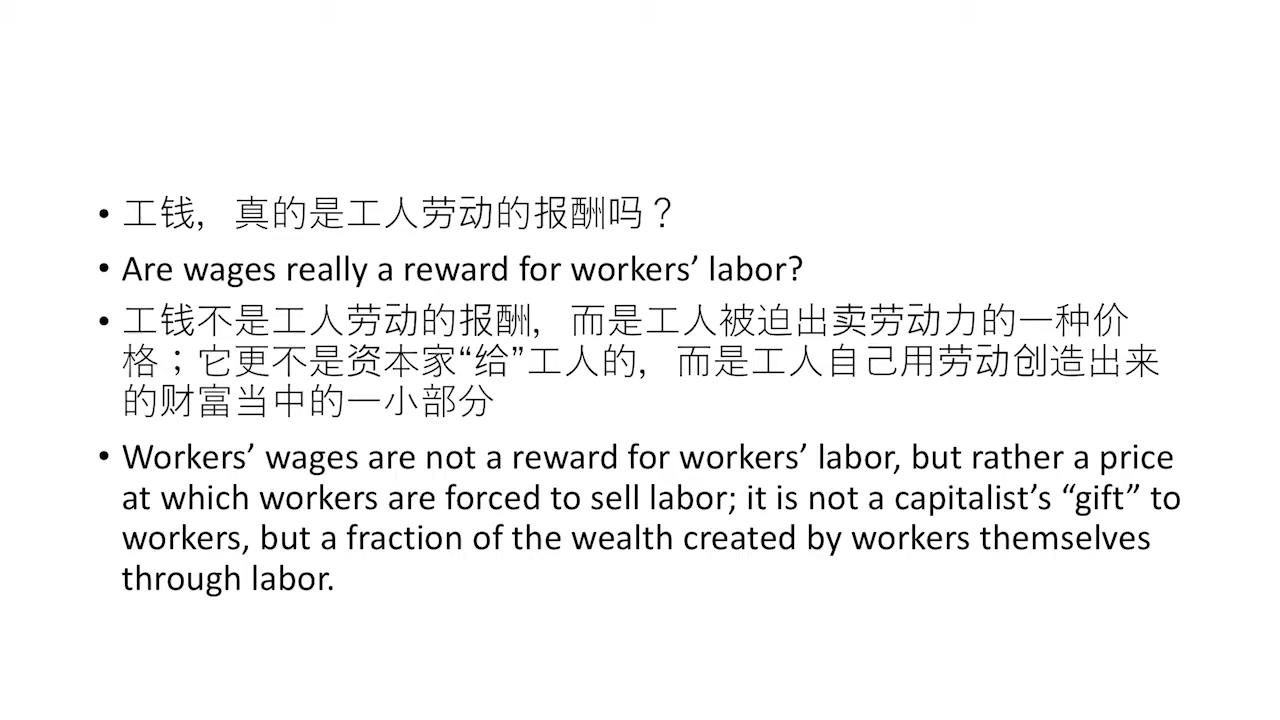 • 工钱，真的是工人劳动的报酬吗？
• Are wages really a reward for workers’ labor?
• 工钱不是工人劳动的报酬，而是工人被迫出卖劳动力的一种价
格；它更不是资本家“给”工人的，而是工人自己用劳动创造出来
的财富当中的一小部分
• Workers’ wages are not a reward for workers’ labor, but rather a price
at which workers are forced to sell labor; it is not a capitalist’s “gift” to
workers, but a fraction of the wealth created by workers themselves
through labor.